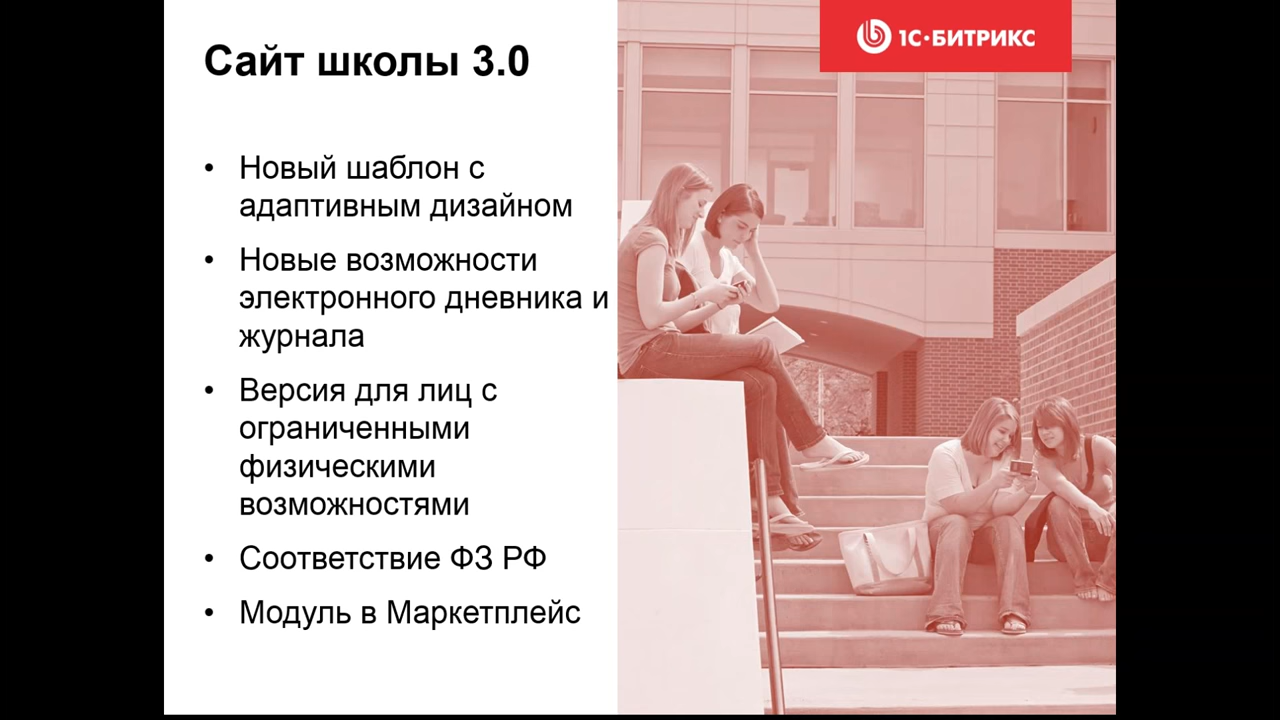 Сайт школы 3.0
1С·БИТРИКС
• Новый шаблон с
адаптивным дизайном
• Новые возможности
электронного дневника и
журнала
• Версия для лиц с
ограниченными
физическими
возможностями
• Соответствие ФЗ РФ
• Модуль в Маркетплейс